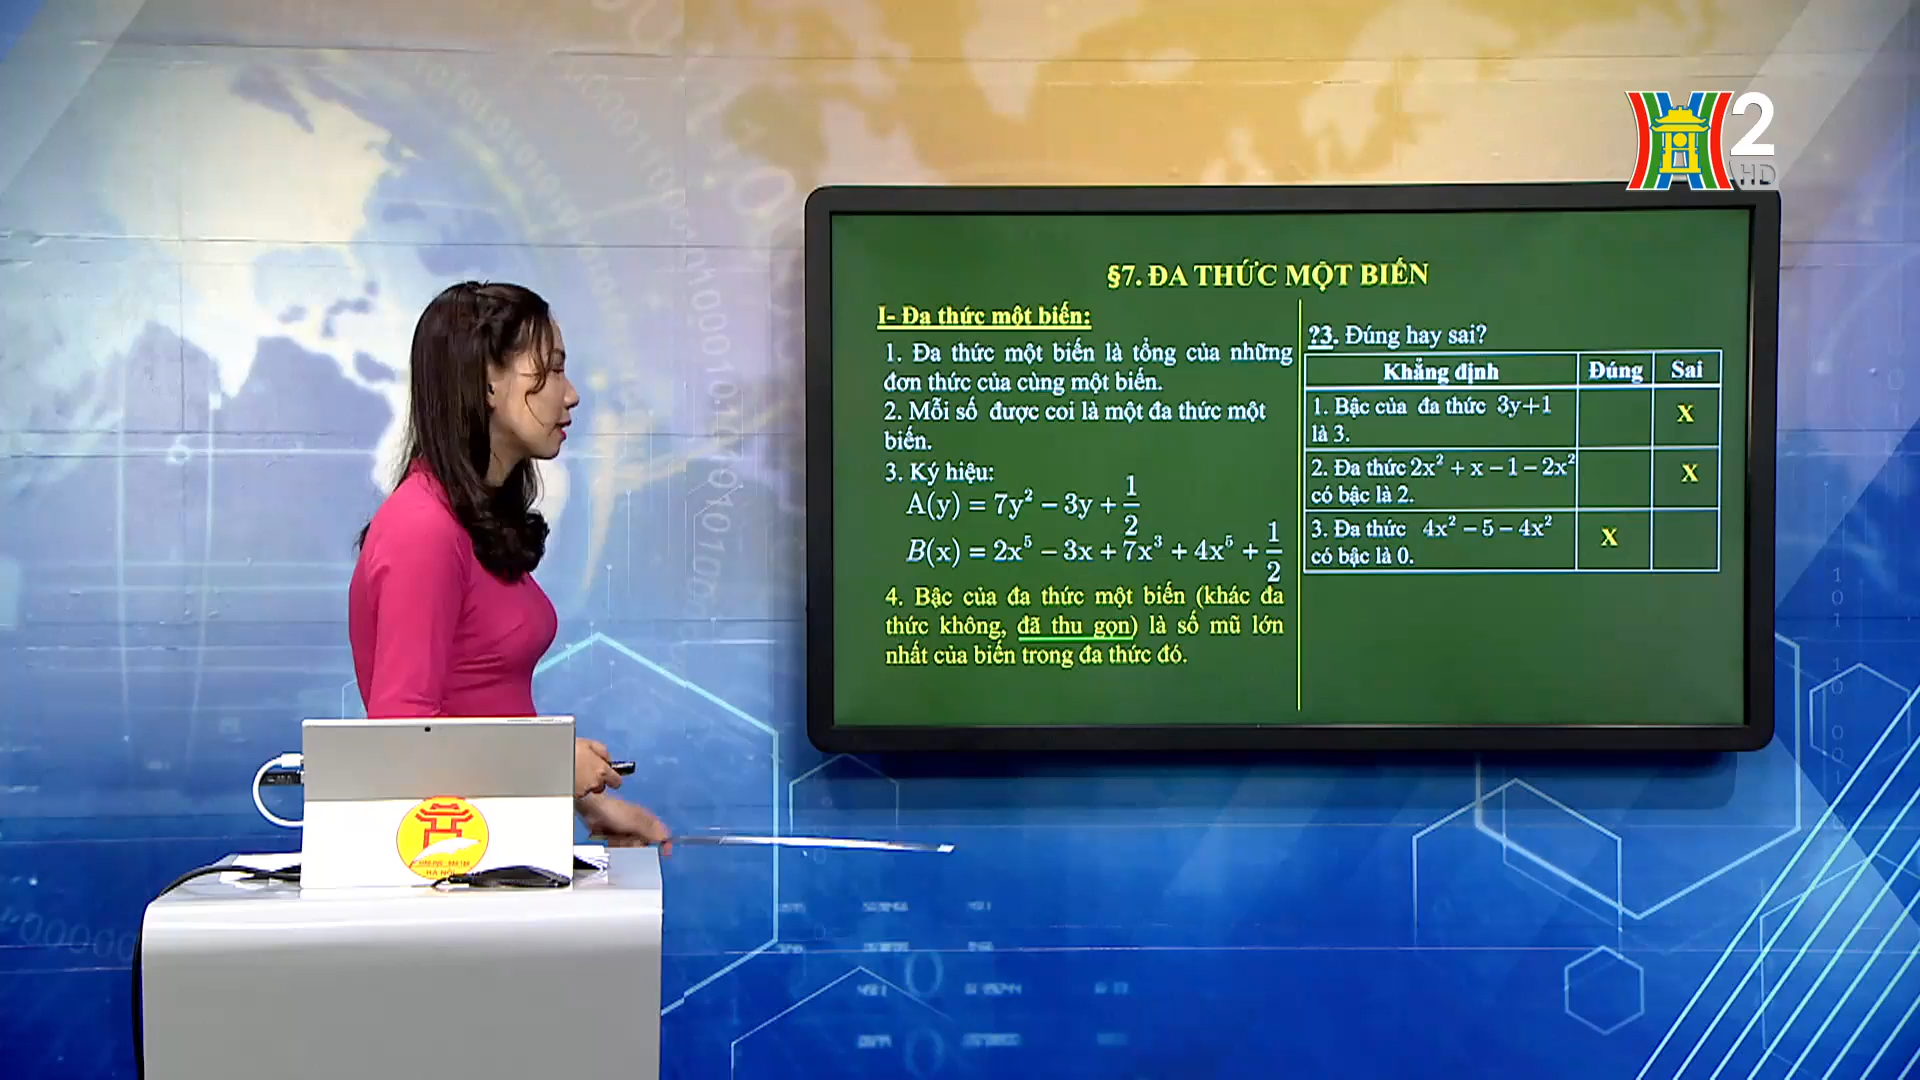 2
HD
§7. ĐA THỨC MỘT BIẾN
I- Đa thức một biến:
1. Đa thức một biến là tổng của những
đơn thức của cùng một biến.
2. Mỗi số được coi là một đa thức một
biến.
3. Ký hiệu:
A(y) = 7y² − 3y + 1/2
B(x) = 2x⁵ − 3x + 7x³ + 4x⁵ + 1/2
4. Bậc của đa thức một biến (khác đa
thức không, đã thu gọn) là số mũ lớn
nhất của biến trong đa thức đó.
?3. Đúng hay sai?
Khẳng định Đúng Sai
1. Bậc của đa thức 3y+1
là 3.
X
2. Đa thức 2x² + x − 1 − 2x²
có bậc là 2.
X
3. Đa thức 4x² − 5 − 4x²
có bậc là 0.
X
HÀ NỘI